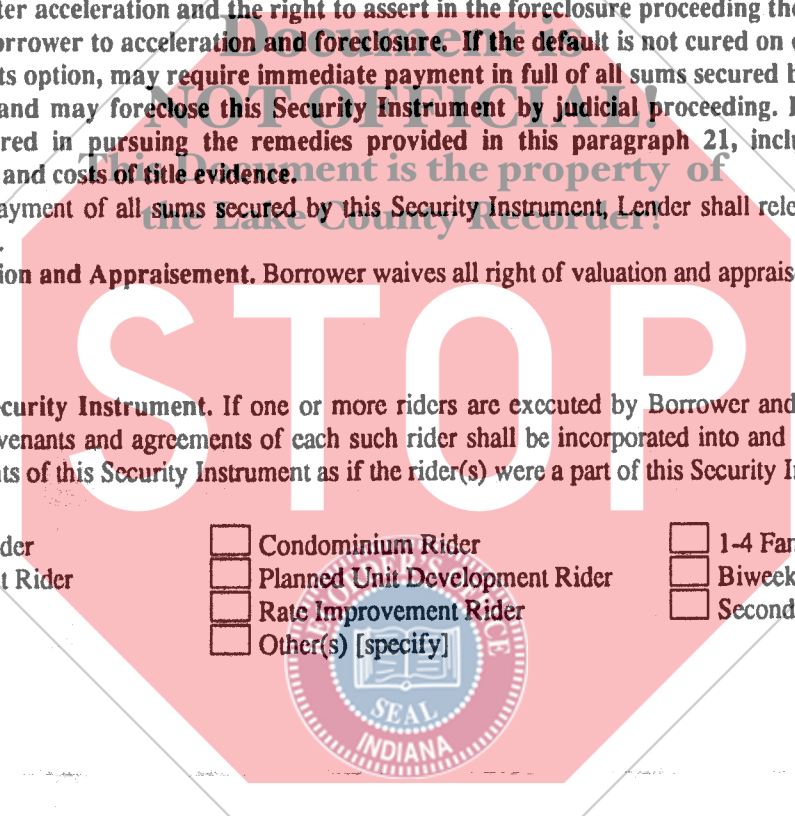 ter acceleration and the right to assert in the foreclosure proceeding the
Document is
orrower to acceleration and foreclosure. If the default is not cured on o
ts option, may require immediate payment in full of all sums secured b
NOT OFFICIAL!
and may foreclose this Security Instrument by judicial proceeding. I
red in pursuing the remedies provided in this paragraph 21, inclu
This Document is the property of
and costs of title evidence.
the Lake County Recorder!
ayment of all sums secured by this Security Instrument, Lender shall rele
ion and Appraisement. Borrower waives all right of valuation and apprais
STOP
curity Instrument. If one or more riders are executed by Borrower and
venants and agreements of each such rider shall be incorporated into and
ts of this Security Instrument as if the rider(s) were a part of this Security I
der Condominium Rider 1-4 Fam
t Rider Planned Unit Development Rider Biweek
Rate Improvement Rider Second
Other(s) [specify]
RECORDER'S OFFICE
SEAL
INDIANA